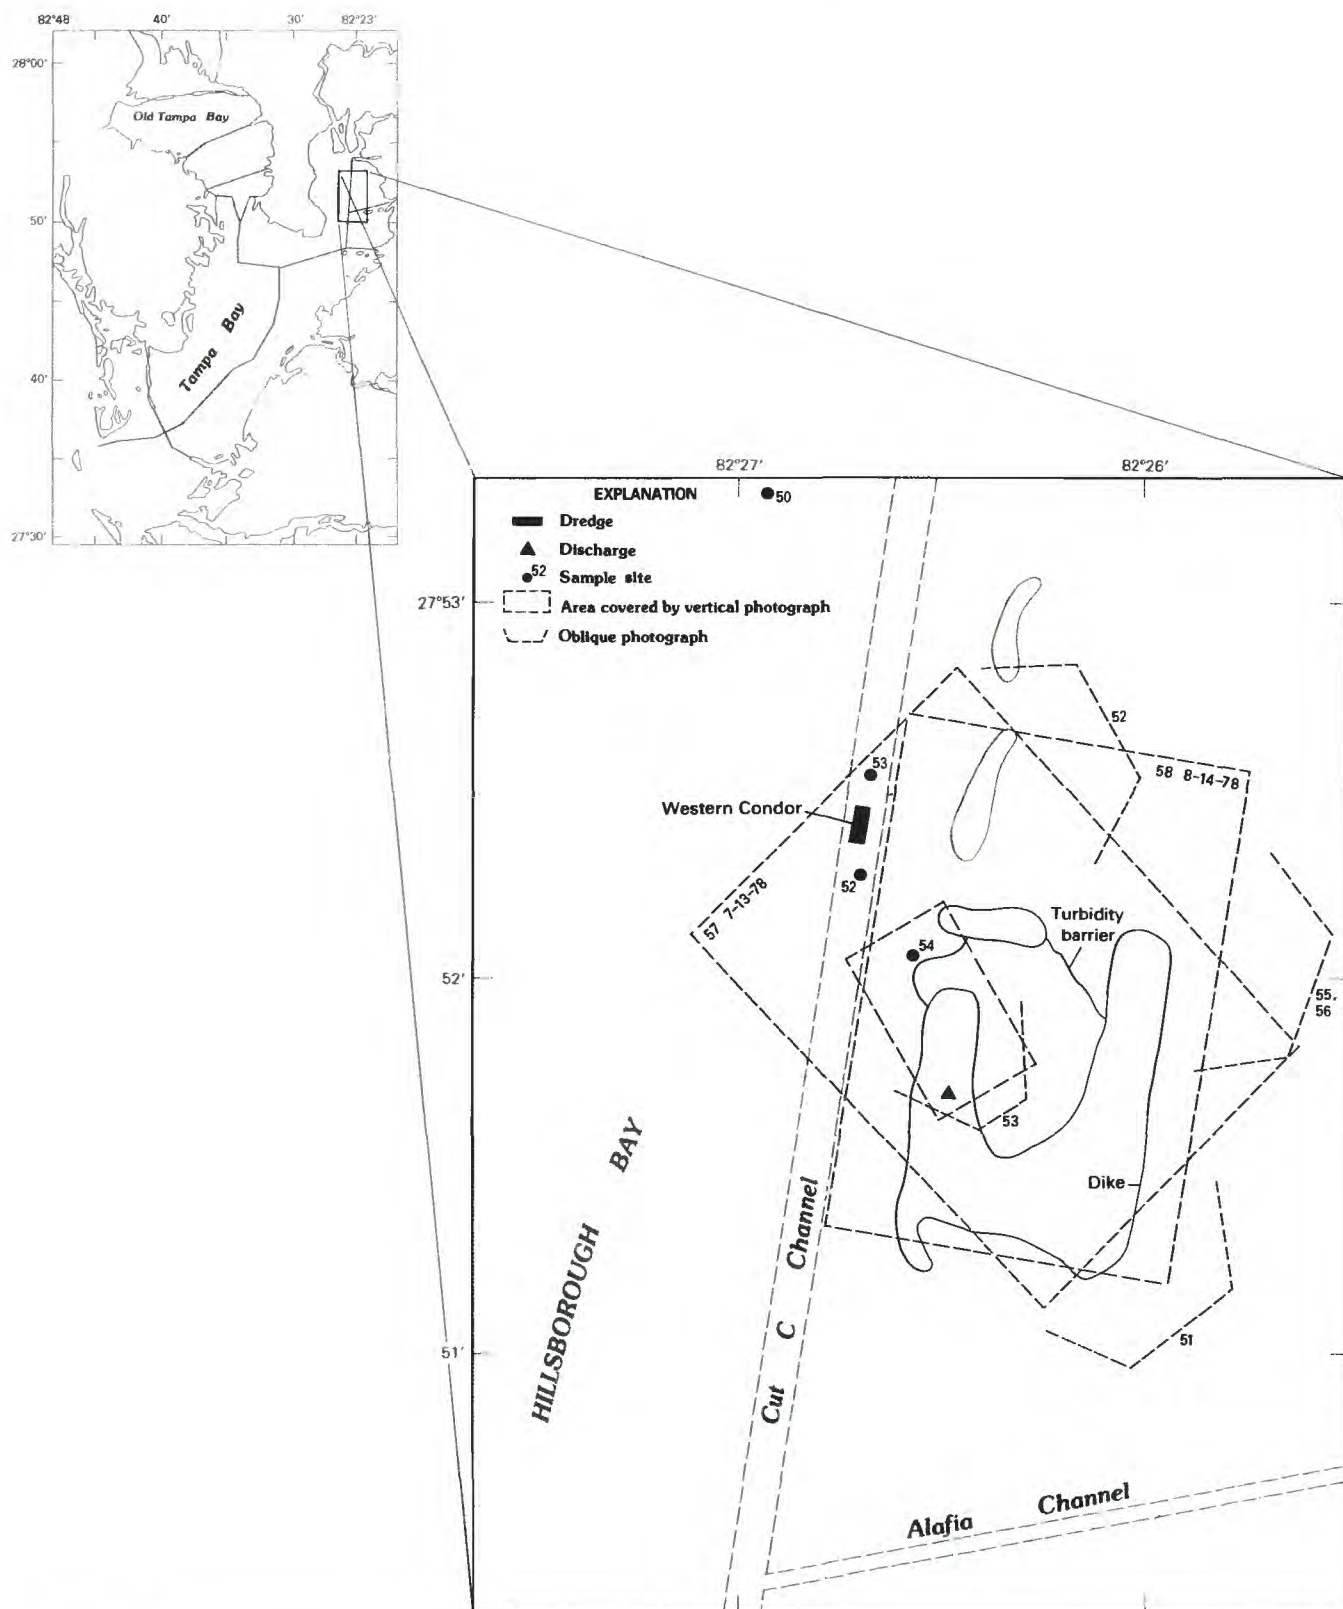 82°48'
40'
30'
82°23'
28°00'
50'
40'
27°30'
Old Tampa Bay
Tampa Bay
82°27'
82°26'
27°53'
52'
51'
EXPLANATION
Dredge
Discharge
52 Sample site
Area covered by vertical photograph
Oblique photograph
50
52
53
58 8-14-78
Western Condor
52
57 7-13-78
Turbidity
barrier
54
55,
56
53
Dike
HILLSBOROUGH BAY
Cut C Channel
51
Alafia Channel